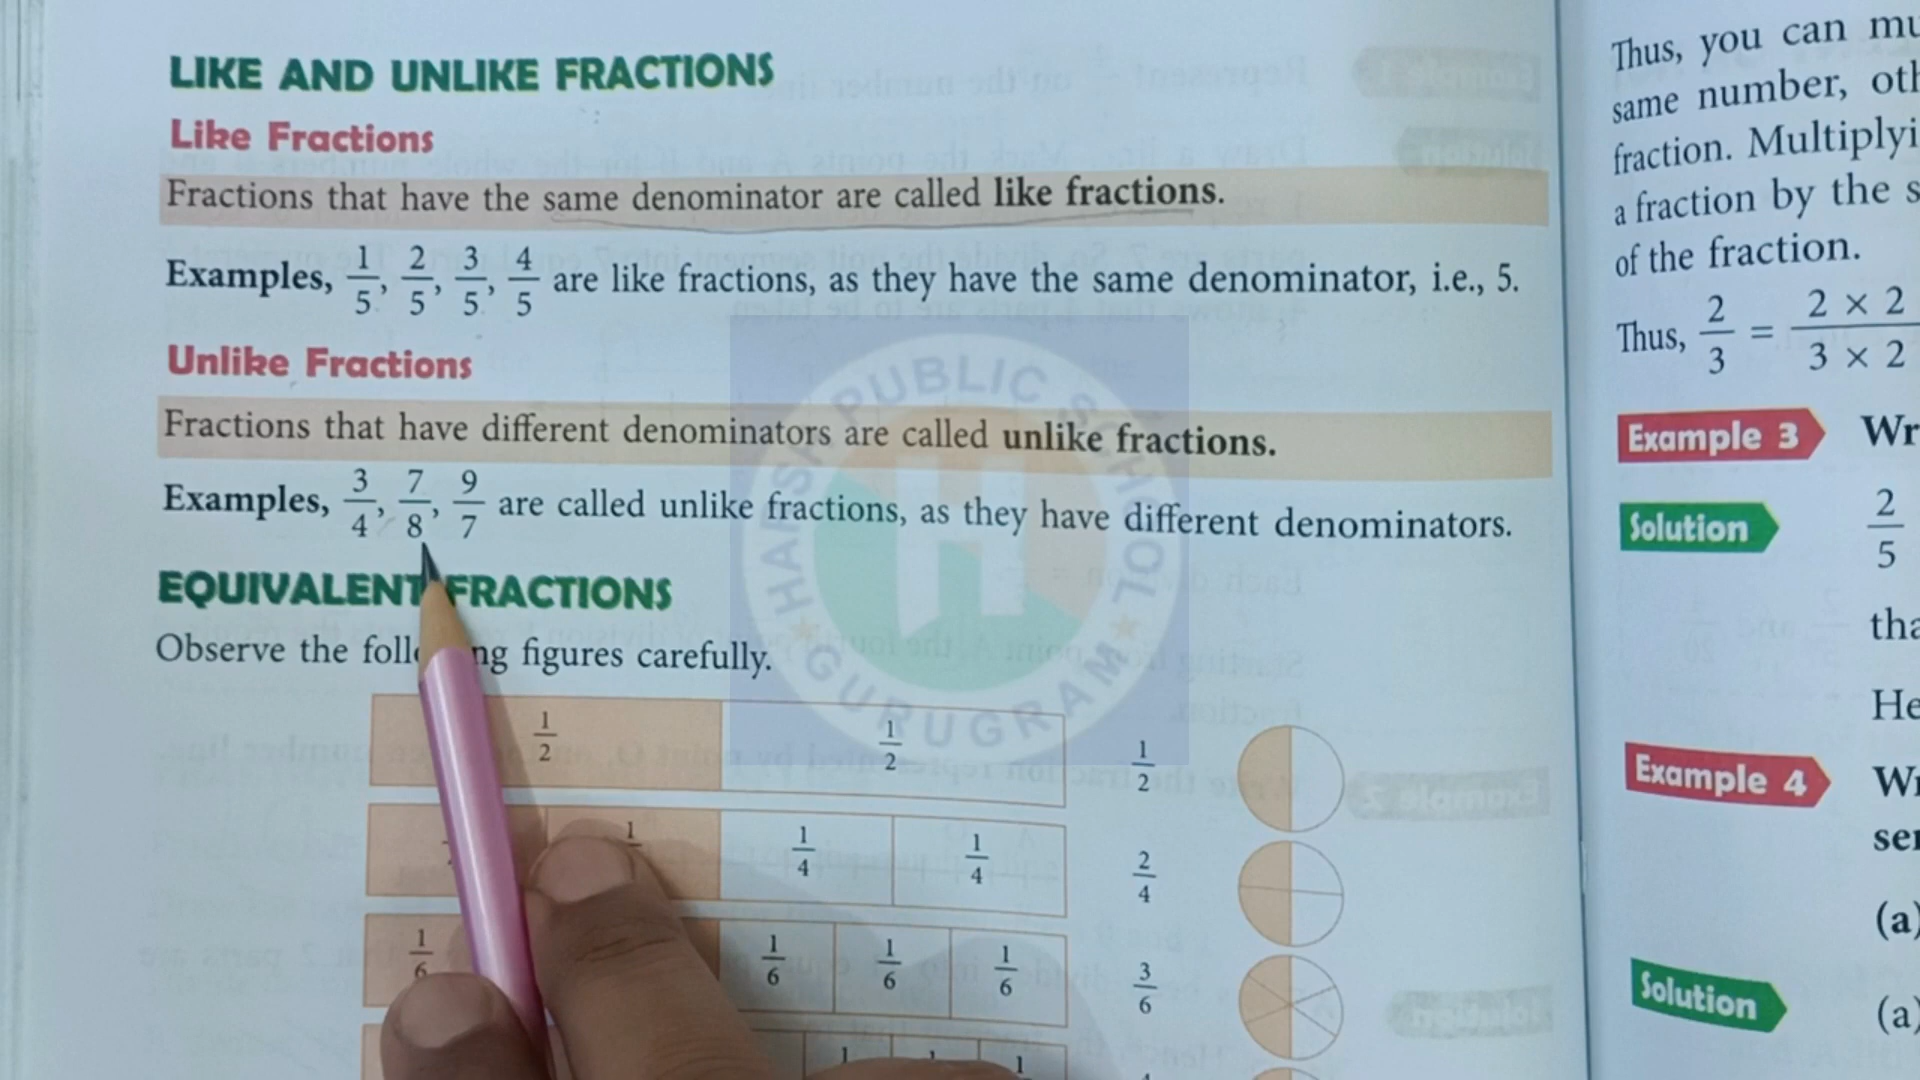 LIKE AND UNLIKE FRACTIONS
Like Fractions
Fractions that have the same denominator are called like fractions.
Examples, 1/5, 2/5, 3/5, 4/5 are like fractions, as they have the same denominator, i.e., 5.
Unlike Fractions
Fractions that have different denominators are called unlike fractions.
Examples, 3/4, 7/8, 9/7 are called unlike fractions, as they have different denominators.
EQUIVALENT FRACTIONS
Observe the figures carefully.
1/2 1/2 1/2
1/4 1/4 2/4
1/6 1/6 1/6 1/6 3/6
HARSH PUBLIC SCHOOL
GURUGRAM
H
Thus, you can
same number,
fraction.
a fraction by the
of the fraction.
Thus, 2/3 = 2 × 2 / 3 × 2
Example 3
Solution 2/5
Example 4
(a)
Solution (a)